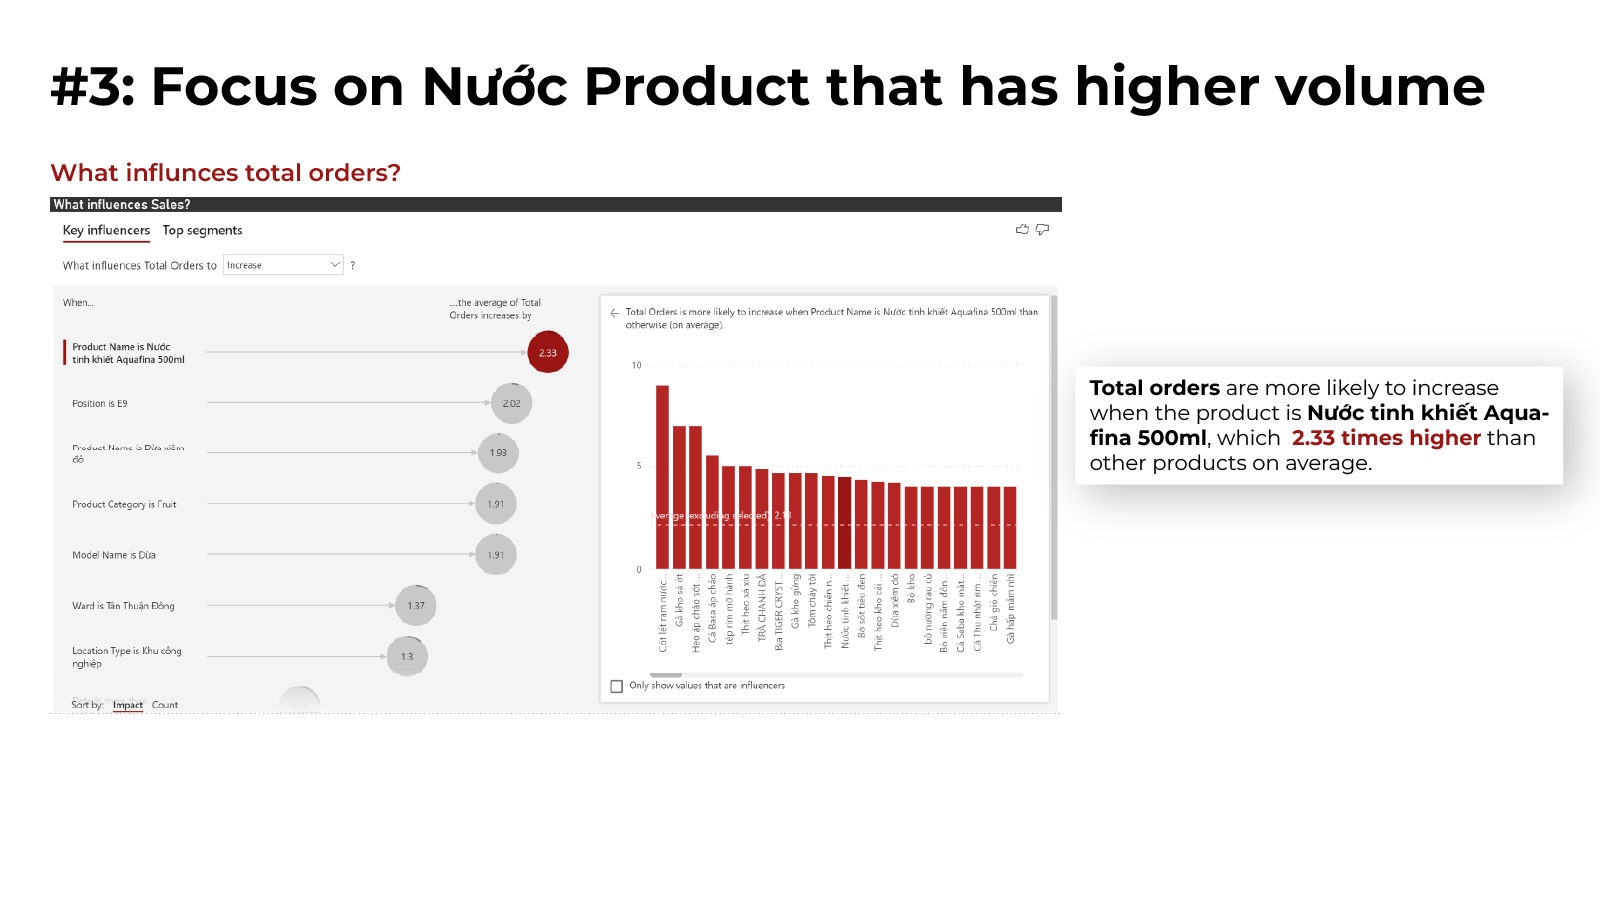 #3: Focus on Nước Product that has higher volume
What influnces total orders?
What influences Sales?
Key influencers Top segments
What influences Total Orders to Increase ?
When...
....the average of Total
Orders increases by
Product Name is Nước
tinh khiết Aquafina 500ml
2.33
Position is E9
2.02
Product Name is Dừa xiêm
đỏ
1.93
Product Category is Fruit
1.91
Model Name is Dừa
1.91
Ward is Tân Thuận Đông
1.37
Location Type is Khu công
nghiệp
1.3
Sort by: Impact Count
Total Orders is more likely to increase when Product Name is Nước tinh khiết Aquafina 500ml than
otherwise (on average).
10
5
0
Average (excluding selected): 2.13
Cốt lết ram nước...
Gà kho sả ớt
Heo áp chảo sốt ...
Cá Basa áp chảo
tép rim mỡ hành
Thịt heo xá xíu
TRÀ CHANH ĐÁ
Bia TIGER CRYST...
Gà kho gừng
Tôm cháy tỏi
Thịt heo chiên n...
Nước tinh khiết ...
Bò sốt tiêu đen
Thịt heo kho cải ...
Dừa xiêm đỏ
Bò kho
bò nướng rau củ
Bò viên nấm đôn...
Cá Saba kho mật...
Cá Thu nhật rim ...
Chả giò chiên
Gà hấp mắm nhĩ
Only show values that are influencers
Total orders are more likely to increase
when the product is Nước tinh khiết Aqua-
fina 500ml, which 2.33 times higher than
other products on average.